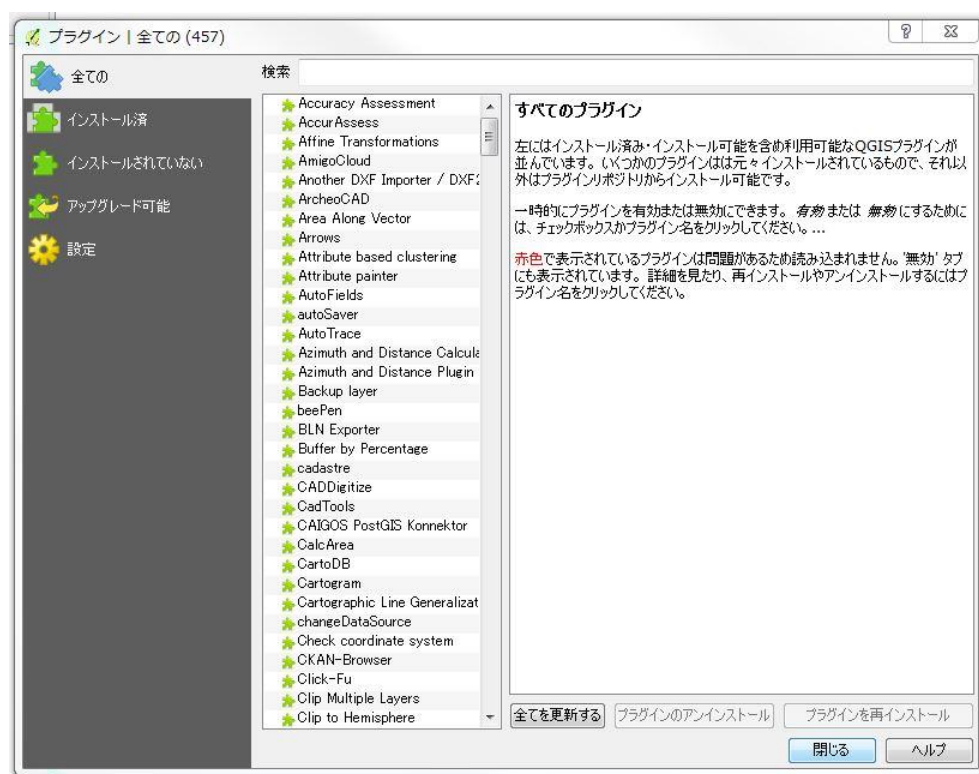 プラグイン | 全ての (457)
全ての
インストール済
インストールされていない
アップグレード可能
設定
検索
Accuracy Assessment
AccurAssess
Affine Transformations
AmigoCloud
Another DXF Importer / DXF2
ArcheoCAD
Area Along Vector
Arrows
Attribute based clustering
Attribute painter
AutoFields
autoSaver
AutoTrace
Azimuth and Distance Calcula
Azimuth and Distance Plugin
Backup layer
beePen
BLN Exporter
Buffer by Percentage
cadastre
CADDigitize
CadTools
CAIGOS PostGIS Konnektor
CalcArea
CartoDB
Cartogram
Cartographic Line Generalizat
changeDataSource
Check coordinate system
CKAN-Browser
Click-Fu
Clip Multiple Layers
Clip to Hemisphere
すべてのプラグイン
左にはインストール済み・インストール可能を含め利用可能なQGISプラグインが
並んでいます。いくつかのプラグインはは元々インストールされているもので、それ以
外はプラグインリポジトリからインストール可能です。
一時的にプラグインを有効または無効にできます。 有効 または 無効 にするために
は、チェックボックスかプラグイン名をクリックしてください。...
赤色で表示されているプラグインは問題があるため読み込まれません。'無効' タブ
にも表示されています。詳細を見たり、再インストールやアンインストールするにはプ
ラグイン名をクリックしてください。
全てを更新する
プラグインのアンインストール
プラグインを再インストール
閉じる
ヘルプ